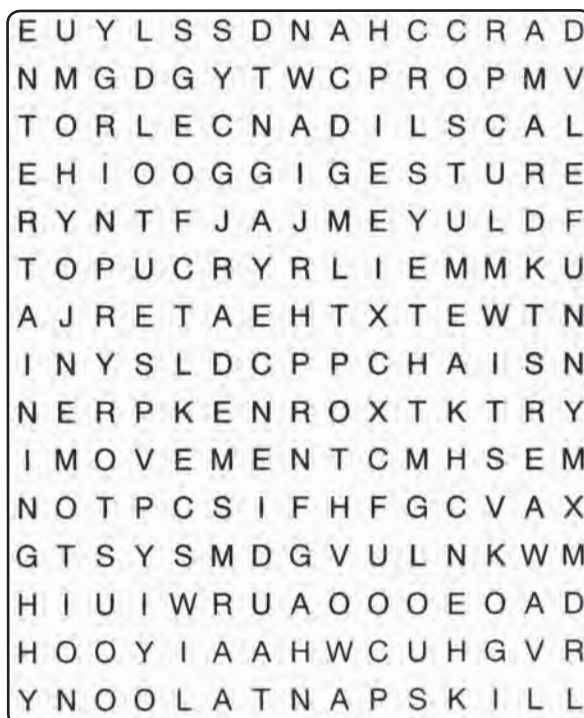 E U Y L S S D N A H C C R A D
N M G D G Y T W C P R O P M V
T O R L E C N A D I L S C A L
E H I O O G G I G E S T U R E
R Y N T F J A J M E Y U L D F
T O P U C R Y R L I E M M K U
A J R E T A E H T X T E W T N
I N Y S L D C P P C H A I S N
N E R P K E N R O X T K T R Y
I M O V E M E N T C M H S E M
N O T P C S I F H F G C V A X
G T S Y S M D G V U L N K W M
H I U I W R U A O O O E O A D
H O O Y I A A H W C U H G V R
Y N O O L A T N A P S K I L L